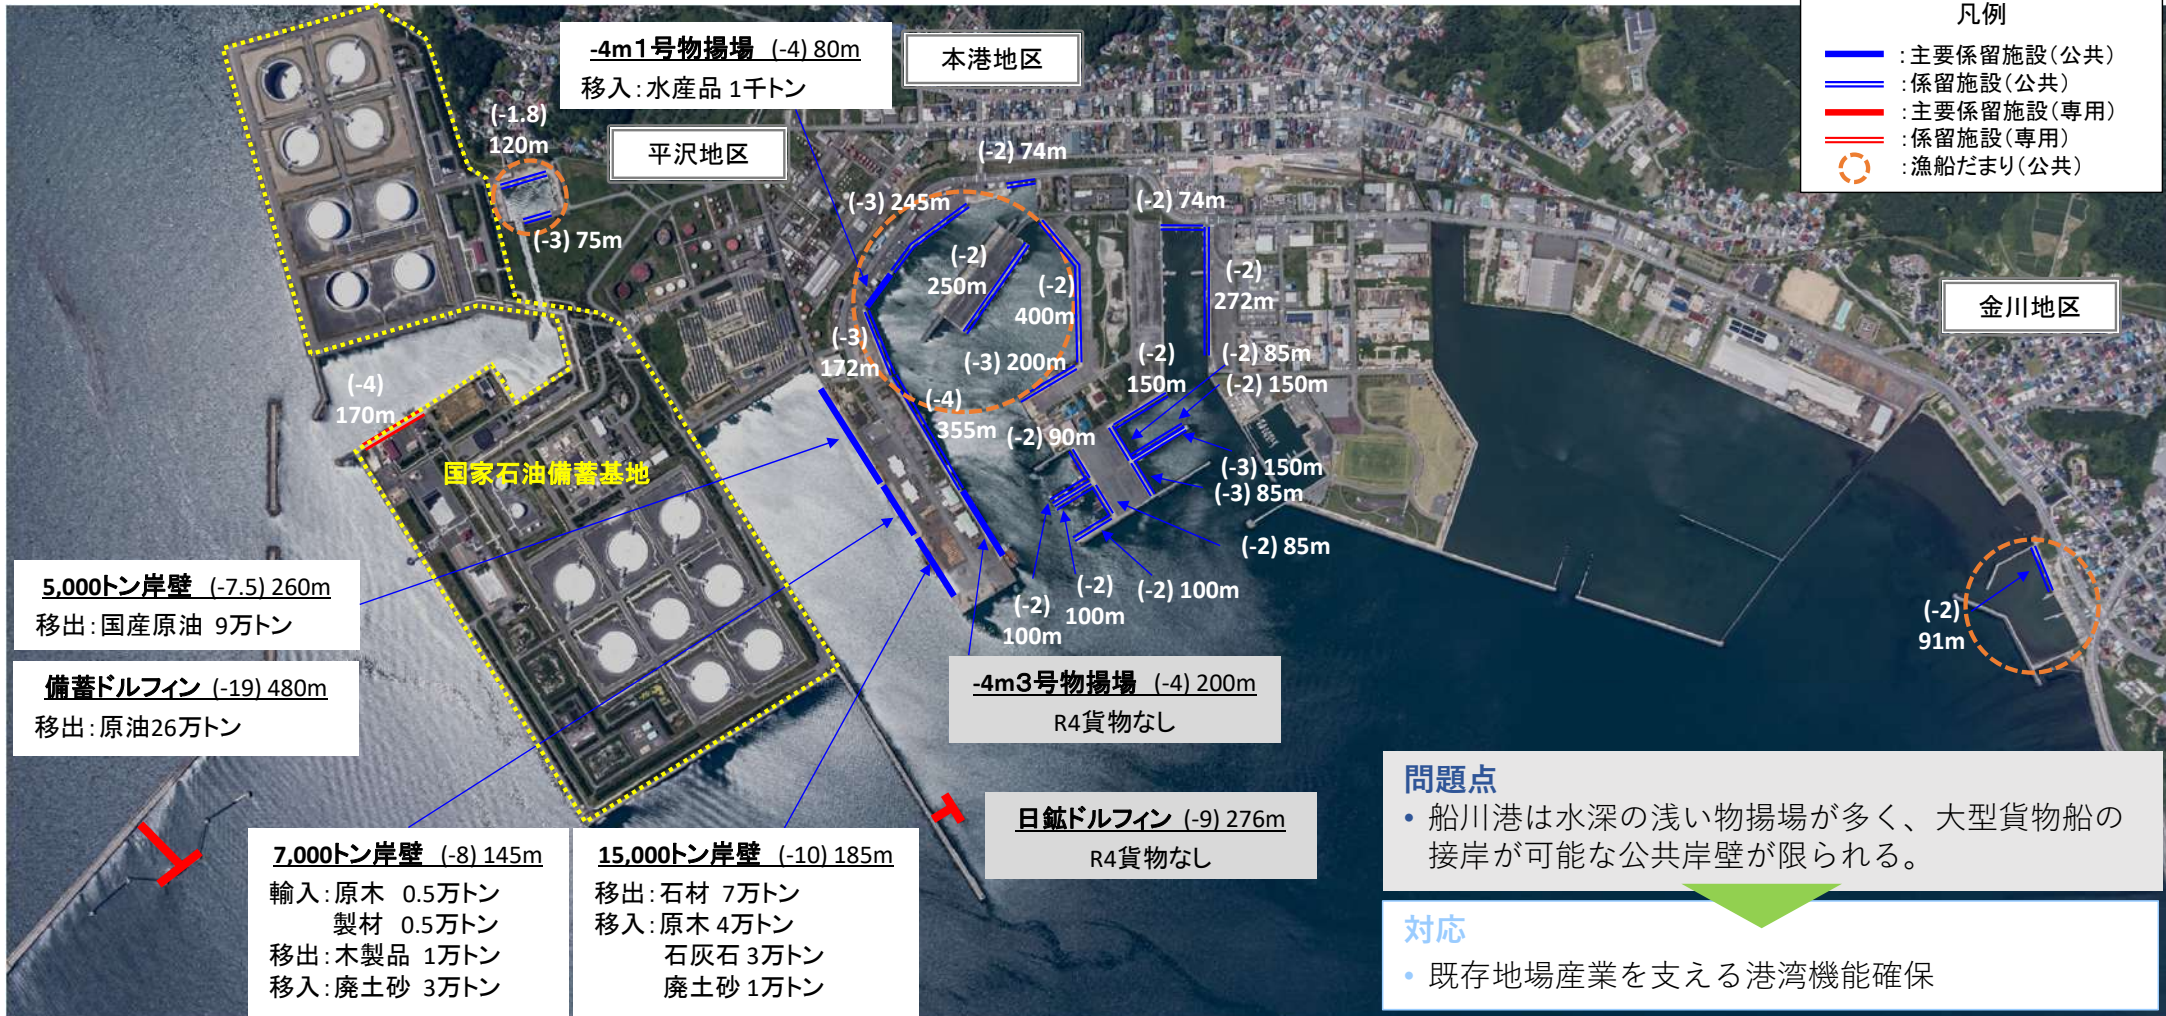 -4m1号物揚場 (-4) 80m
移入：水産品 1千トン
本港地区
凡例
：主要係留施設（公共）
：係留施設（公共）
：主要係留施設（専用）
：係留施設（専用）
：漁船だまり（公共）
(-1.8)
120m
平沢地区
(-2) 74m
(-3) 245m
(-2) 74m
(-3) 75m
(-2)
250m
(-2)
400m
(-2)
272m
金川地区
(-3)
172m
(-3) 200m
(-2)
150m
(-2) 85m
(-2) 150m
(-4)
170m
(-4)
355m
(-2) 90m
国家石油備蓄基地
(-3) 150m
(-3) 85m
(-2) 85m
(-2) 100m
(-2)
100m
(-2)
100m
(-2)
91m
5,000トン岸壁 (-7.5) 260m
移出：国産原油 9万トン
備蓄ドルフィン (-19) 480m
移出：原油26万トン
-4m3号物揚場 (-4) 200m
R4貨物なし
日鉱ドルフィン (-9) 276m
R4貨物なし
7,000トン岸壁 (-8) 145m
輸入：原木 0.5万トン
製材 0.5万トン
移出：木製品 1万トン
移入：廃土砂 3万トン
15,000トン岸壁 (-10) 185m
移出：石材 7万トン
移入：原木 4万トン
石灰石 3万トン
廃土砂 1万トン
問題点
• 船川港は水深の浅い物揚場が多く、大型貨物船の
接岸が可能な公共岸壁が限られる。
対応
• 既存地場産業を支える港湾機能確保